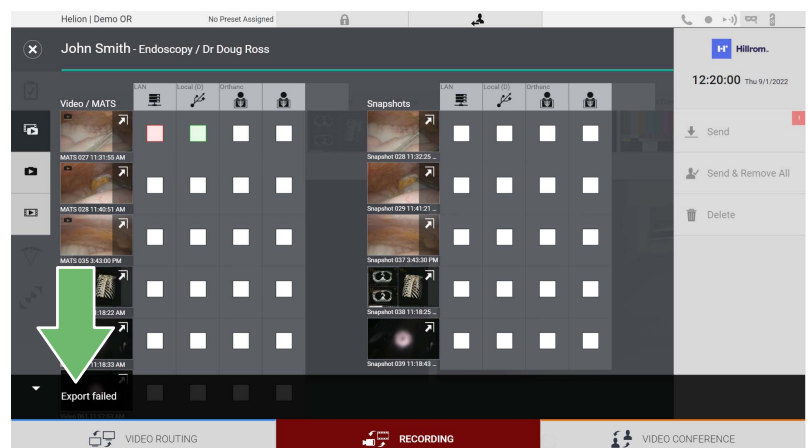 Helion | Demo OR
No Preset Assigned
John Smith - Endoscopy / Dr Doug Ross
Hillrom.
12:20:00 Thu 9/1/2022
Video / MATS
LAN
Local (D)
Orthanc
MATS 027 11:31:55 AM
MATS 028 11:40:51 AM
MATS 035 3:43:00 PM
:18:22 AM
11:18:33 AM
Snapshots
LAN
Local (D)
Orthanc
Snapshot 028 11:32:25 ...
Snapshot 029 11:41:21 ...
Snapshot 037 3:43:30 PM
Snapshot 038 11:18:25 ...
Snapshot 039 11:18:43 ...
1
Send
Send & Remove All
Delete
Export failed
VIDEO ROUTING
RECORDING
VIDEO CONFERENCE